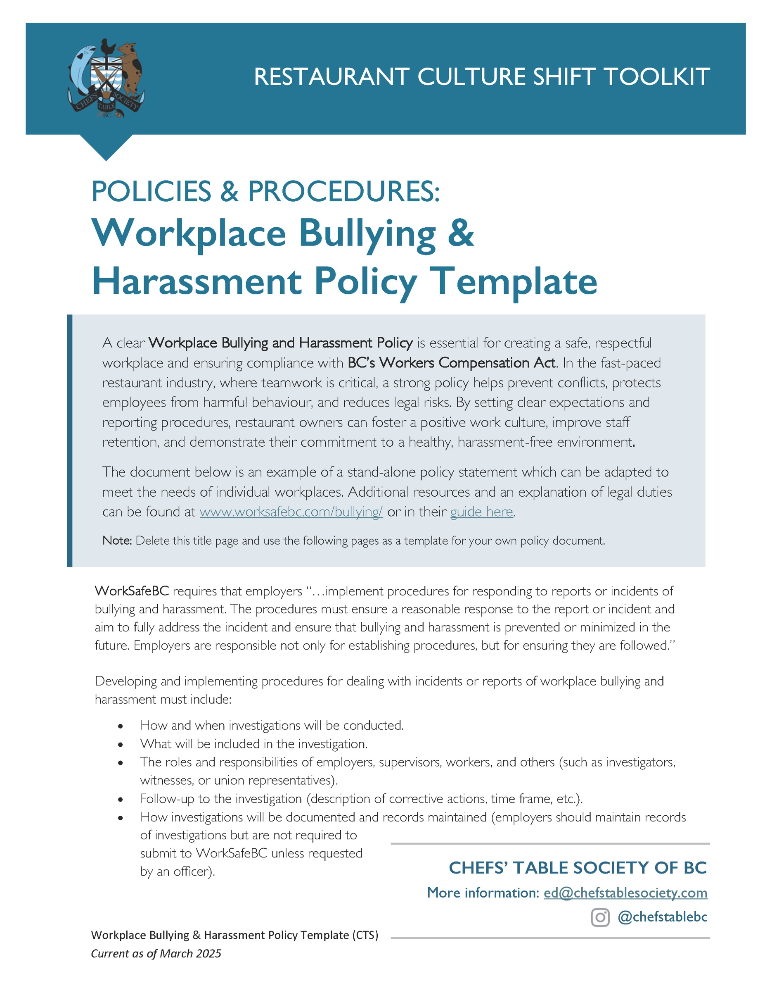 CHEFS' TABLE SOCIETY
BC
RESTAURANT CULTURE SHIFT TOOLKIT
POLICIES & PROCEDURES:
Workplace Bullying &
Harassment Policy Template
A clear Workplace Bullying and Harassment Policy is essential for creating a safe, respectful
workplace and ensuring compliance with BC’s Workers Compensation Act. In the fast-paced
restaurant industry, where teamwork is critical, a strong policy helps prevent conflicts, protects
employees from harmful behaviour, and reduces legal risks. By setting clear expectations and
reporting procedures, restaurant owners can foster a positive work culture, improve staff
retention, and demonstrate their commitment to a healthy, harassment-free environment.
The document below is an example of a stand-alone policy statement which can be adapted to
meet the needs of individual workplaces. Additional resources and an explanation of legal duties
can be found at www.worksafebc.com/bullying/ or in their guide here.
Note: Delete this title page and use the following pages as a template for your own policy document.
WorkSafeBC requires that employers “…implement procedures for responding to reports or incidents of
bullying and harassment. The procedures must ensure a reasonable response to the report or incident and
aim to fully address the incident and ensure that bullying and harassment is prevented or minimized in the
future. Employers are responsible not only for establishing procedures, but for ensuring they are followed.”
Developing and implementing procedures for dealing with incidents or reports of workplace bullying and
harassment must include:
• How and when investigations will be conducted.
• What will be included in the investigation.
• The roles and responsibilities of employers, supervisors, workers, and others (such as investigators,
witnesses, or union representatives).
• Follow-up to the investigation (description of corrective actions, time frame, etc.).
• How investigations will be documented and records maintained (employers should maintain records
of investigations but are not required to
submit to WorkSafeBC unless requested
by an officer).
CHEFS’ TABLE SOCIETY OF BC
More information: ed@chefstablesociety.com
@chefstablebc
Workplace Bullying & Harassment Policy Template (CTS)
Current as of March 2025